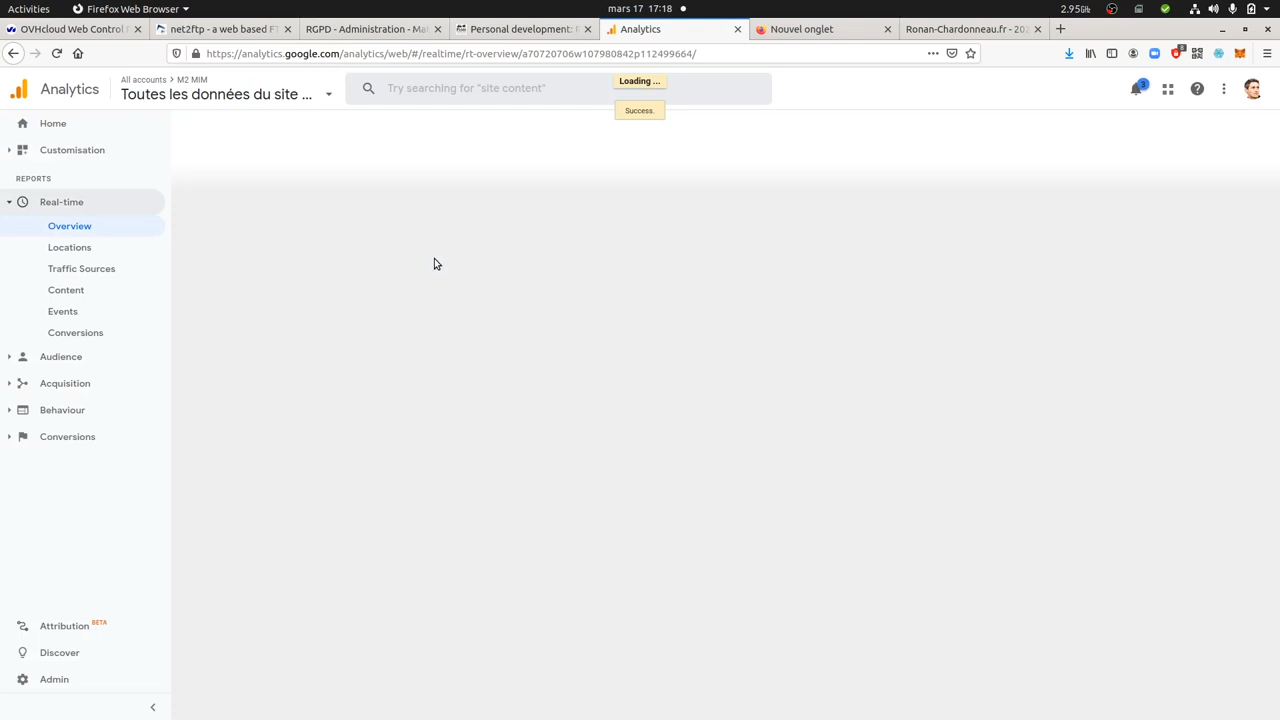 Activities
Firefox Web Browser
mars 17 17:18
2.95%
OVHcloud Web Control
net2ftp - a web based FT
RGPD - Administration - Ma
Personal development:
Analytics
Nouvel onglet
Ronan-Chardonneau.fr - 20
https://analytics.google.com/analytics/web/#/realtime/rt-overview/a70720706w107980842p112499664/
Analytics
All accounts
M2 MIM
Toutes les données du site ...
Try searching for "site content"
Loading ...
Success.
3
Home
Customisation
REPORTS
Real-time
Overview
Locations
Traffic Sources
Content
Events
Conversions
Audience
Acquisition
Behaviour
Conversions
Attribution BETA
Discover
Admin